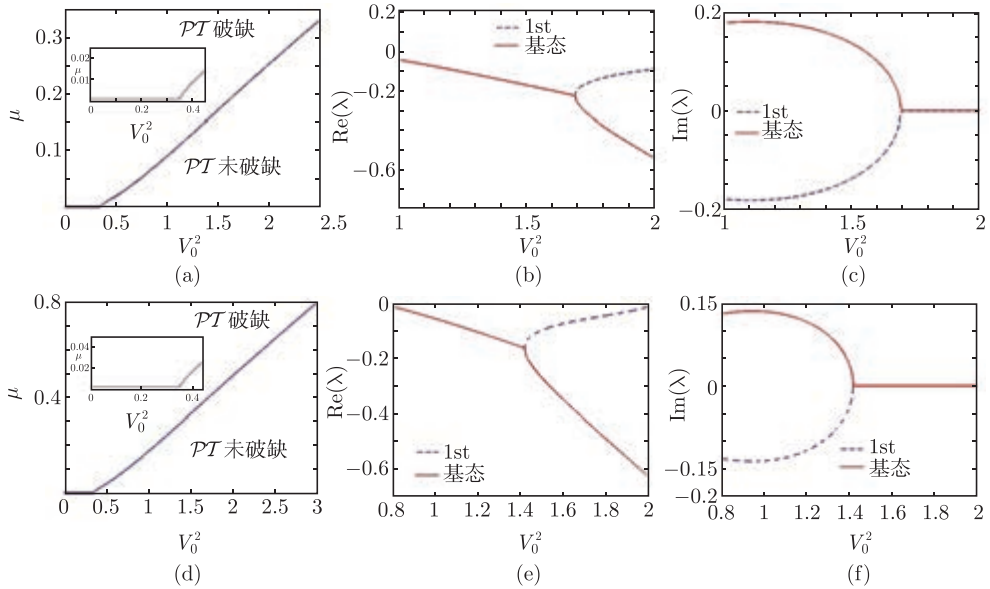 0.3
0.2
0.1
μ
PT 破缺
PT 未破缺
0.02
μ
0.01
0
0.2
0.4
V₀²
0 0.5 1 1.5 2 2.5
V₀²
(a)
0.2
0
−0.2
−0.6
Re(λ)
1st
基态
1 1.5 2
V₀²
(b)
0.2
0
−0.2
Im(λ)
1st
基态
1 1.5 2
V₀²
(c)
0.8
0.4
μ
PT 破缺
PT 未破缺
0.04
μ
0.02
0 0.2 0.4
V₀²
0 0.5 1 1.5 2 2.5 3
V₀²
(d)
0
−0.2
−0.4
−0.6
Re(λ)
1st
基态
0.8 1 1.2 1.4 1.6 1.8 2
V₀²
(e)
0.15
0
−0.15
−0.2
Im(λ)
1st
基态
0.8 1 1.2 1.4 1.6 1.8 2
V₀²
(f)